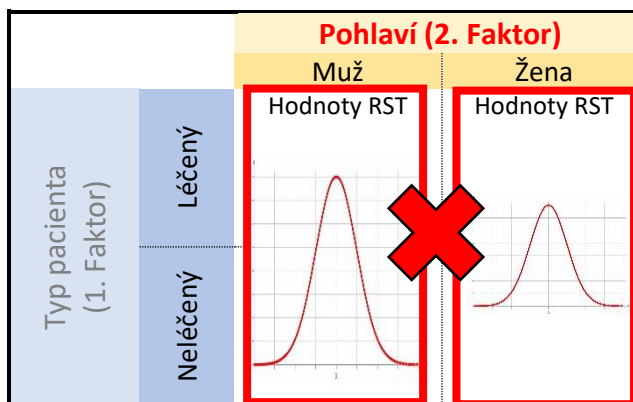 Pohlaví (2. Faktor)
Muž
Žena
Hodnoty RST
Hodnoty RST
Typ pacienta
(1. Faktor)
Léčený
Neléčený